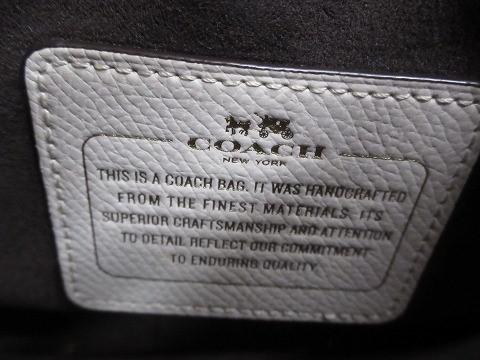 COACH
NEW YORK
THIS IS A COACH BAG. IT WAS HANDCRAFTED
FROM THE FINEST MATERIALS. ITS
SUPERIOR CRAFTSMANSHIP AND ATTENTION
TO DETAIL REFLECT OUR COMMITMENT
TO ENDURING QUALITY.